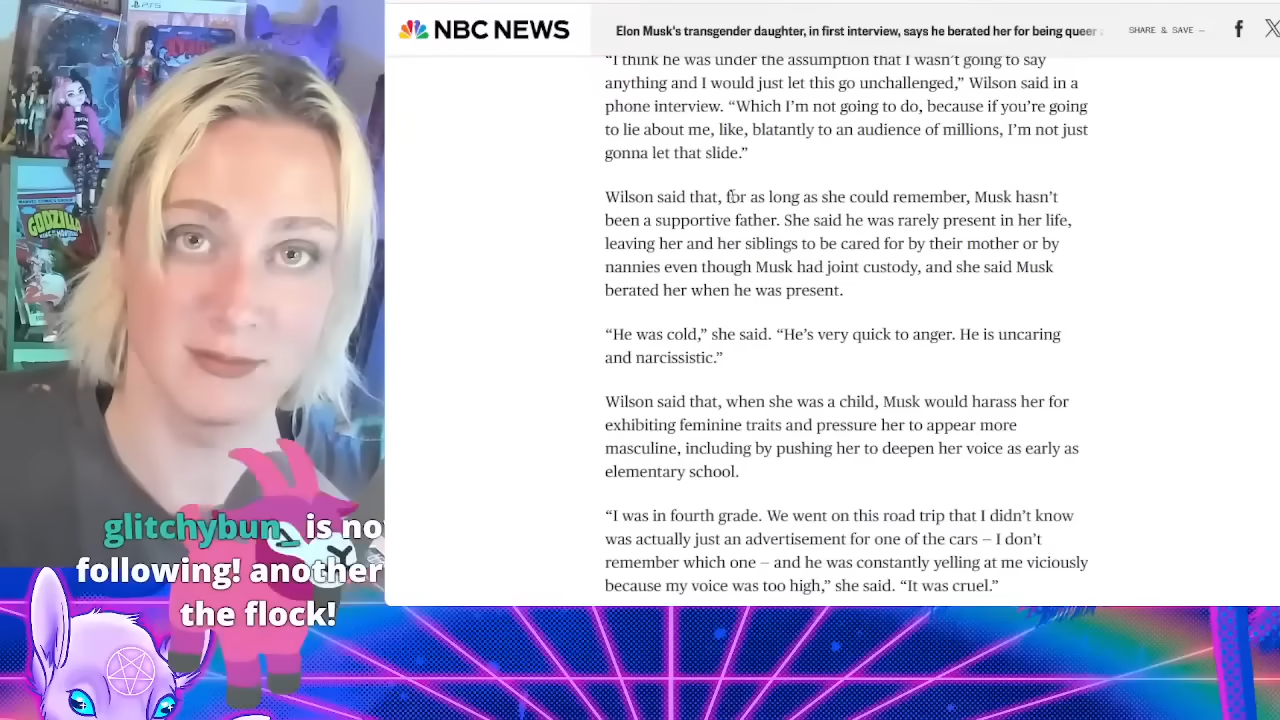 NBC NEWS
Elon Musk's transgender daughter, in first interview, says he berated her for being queer
SHARE & SAVE —
PS5
GODZILLA
“I think he was under the assumption that I wasn't going to say
anything and I would just let this go unchallenged,” Wilson said in a
phone interview. “Which I'm not going to do, because if you're going
to lie about me, like, blatantly to an audience of millions, I'm not just
gonna let that slide.”
Wilson said that, for as long as she could remember, Musk hasn't
been a supportive father. She said he was rarely present in her life,
leaving her and her siblings to be cared for by their mother or by
nannies even though Musk had joint custody, and she said Musk
berated her when he was present.
“He was cold,” she said. “He's very quick to anger. He is uncaring
and narcissistic.”
Wilson said that, when she was a child, Musk would harass her for
exhibiting feminine traits and pressure her to appear more
masculine, including by pushing her to deepen her voice as early as
elementary school.
“I was in fourth grade. We went on this road trip that I didn't know
was actually just an advertisement for one of the cars — I don't
remember which one — and he was constantly yelling at me viciously
because my voice was too high,” she said. “It was cruel.”
glitchybun_ is no
following! another
the flock!